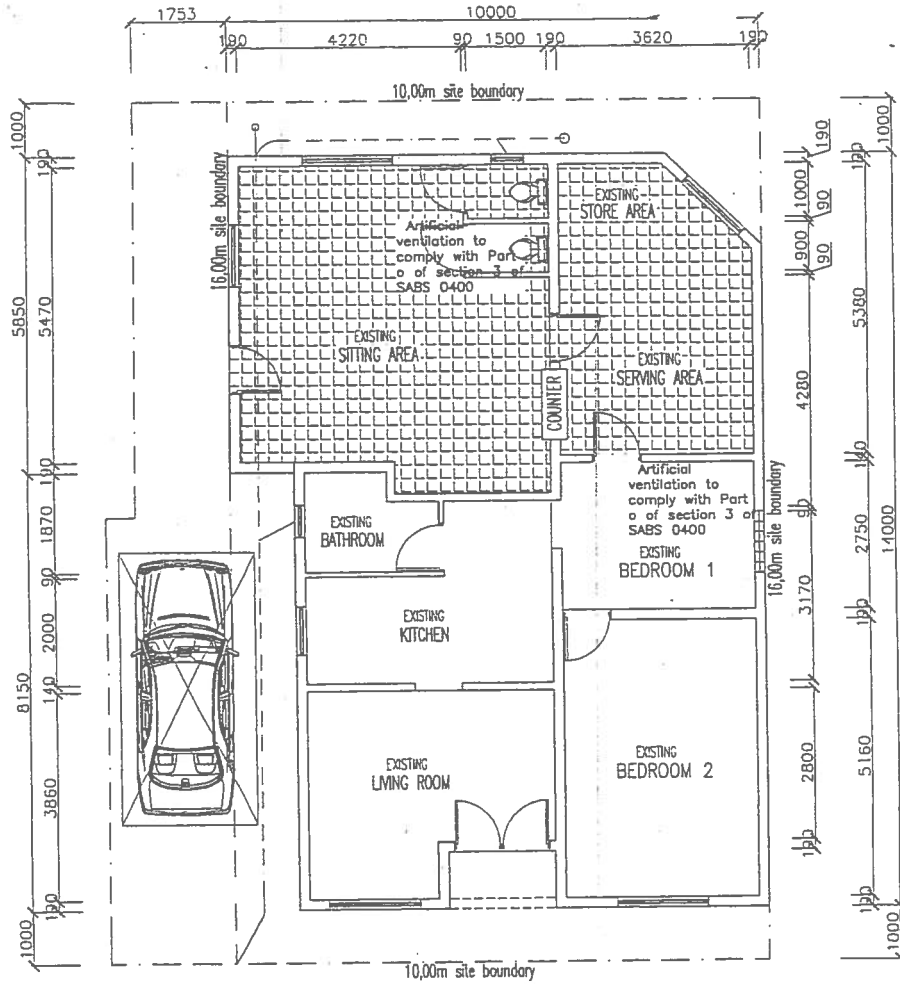 1753
10000
190
4220
90
1500
190
3620
190
10,00m site boundary
1000
190
5850
5470
190
1870
90
2000
140
8150
3860
190
1000
16,00m site boundary
EXISTING
STORE AREA
Artificial
ventilation to
comply with Part
o of section 3 of
SABS 0400
EXISTING
SITTING AREA
EXISTING
SERVING AREA
COUNTER
Artificial
ventilation to
comply with Part
o of section 3 of
SABS 0400
EXISTING
BATHROOM
EXISTING
BEDROOM 1
EXISTING
KITCHEN
EXISTING
LIVING ROOM
EXISTING
BEDROOM 2
16,00m site boundary
190
1000
90
900
90
4280
90
3170
2800
190
190
5380
140
2750
190
5160
190
1000
14000
1000
10,00m site boundary